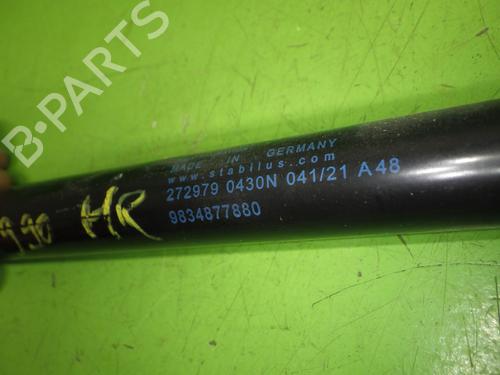 B-PARTS
MADE IN GERMANY
www.stabilus.com
272979 0430N 041/21 A48
9834877880
HR